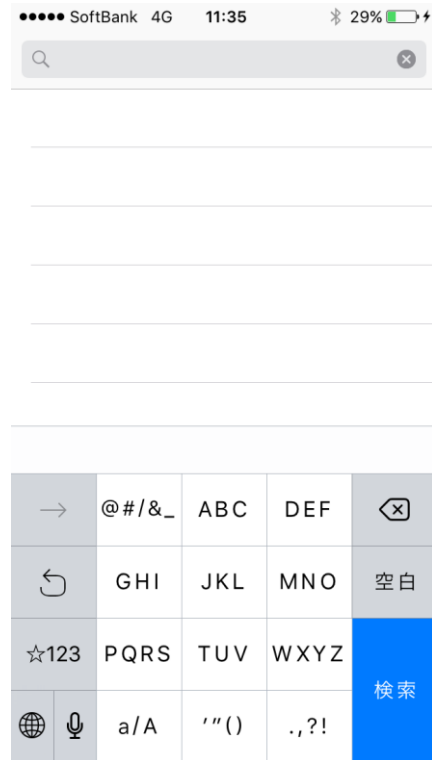 SoftBank 4G 11:35 29%
→ @#/&_ ABC DEF
GHI JKL MNO 空白
☆123 PQRS TUV WXYZ
検索
a/A '"() .,?!